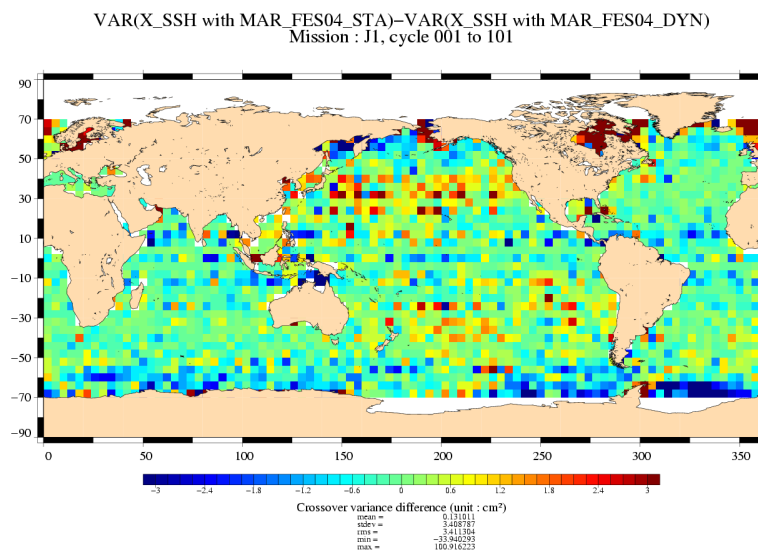 VAR(X_SSH with MAR_FES04_STA)−VAR(X_SSH with MAR_FES04_DYN)
Mission : J1, cycle 001 to 101
90
70
50
30
10
−10
−30
−50
−70
−90
0 50 100 150 200 250 300 350
−3 −2.4 −1.8 −1.2 −0.6 0 0.6 1.2 1.8 2.4 3
Crossover variance difference (unit : cm²)
mean = 0.131011
stdev = 3.408787
rms = 3.411304
min = −33.940293
max = 100.916223